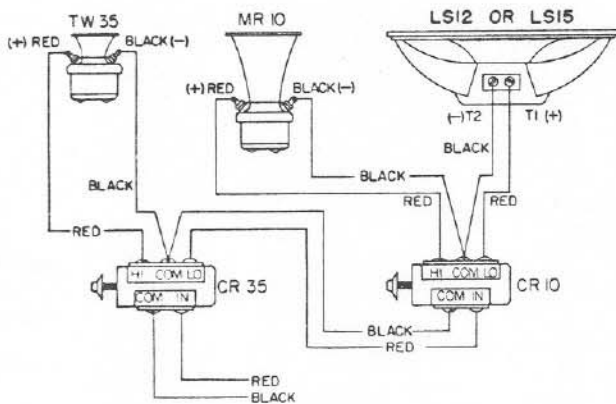 TW 35
MR 10
LS12 OR LS15
(+) RED
BLACK (−)
(+) RED
BLACK (−)
(−) T2
T1 (+)
BLACK
BLACK
BLACK
RED
RED
RED
HI COM LO
COM IN
CR 35
HI COM LO
COM IN
CR 10
BLACK
RED
RED
BLACK